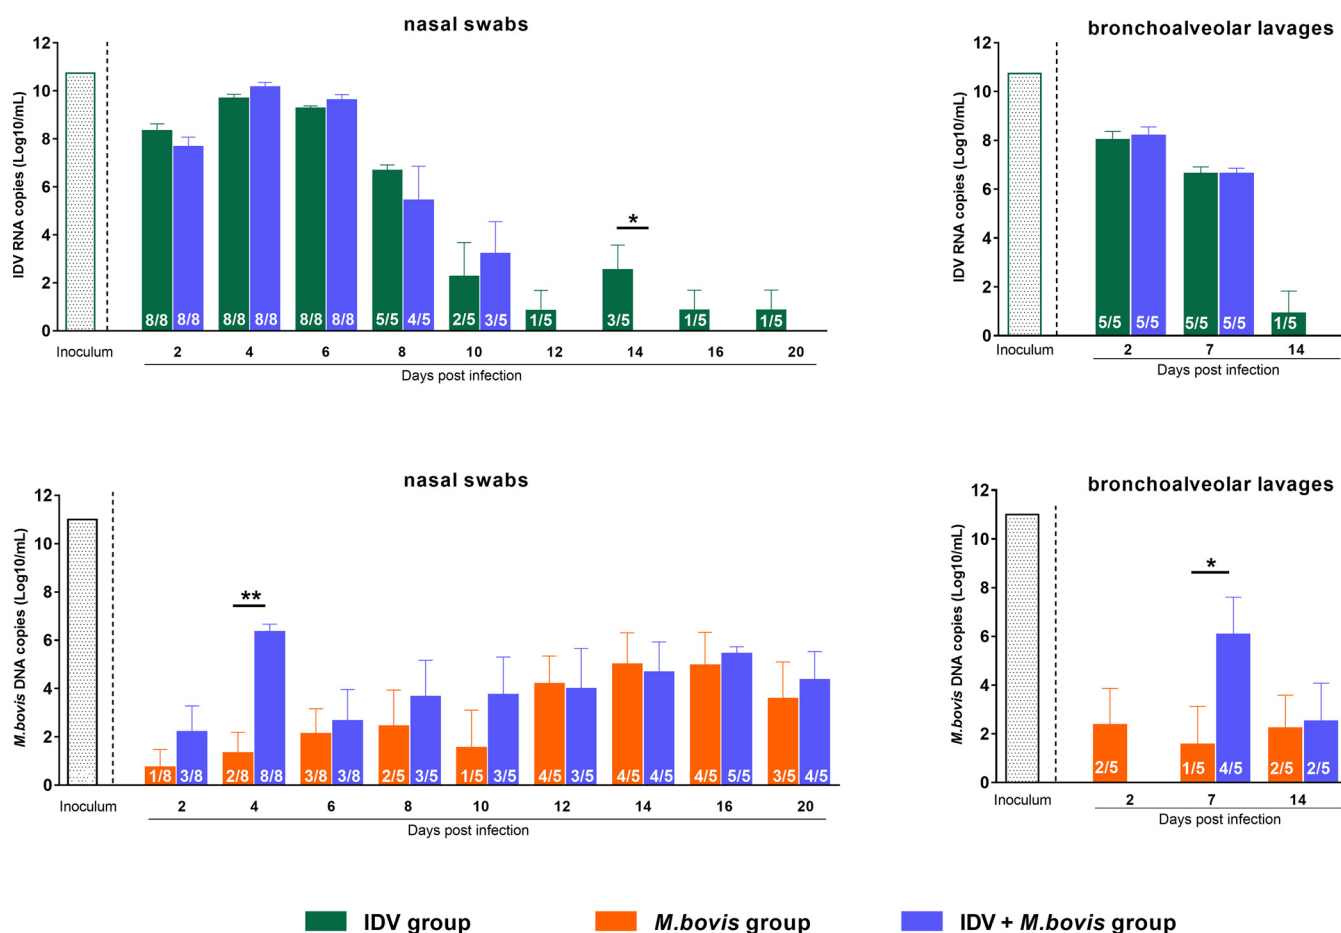 nasal swabs
IDV RNA copies (Log10/mL)
12
10
8
6
4
2
0
*
8/8 8/8 8/8 8/8 8/8 8/8 5/5 4/5 2/5 3/5 1/5 3/5 1/5 1/5
Inoculum 2 4 6 8 10 12 14 16 20
Days post infection
bronchoalveolar lavages
IDV RNA copies (Log10/mL)
12
10
8
6
4
2
0
5/5 5/5 5/5 5/5 1/5
Inoculum 2 7 14
Days post infection
nasal swabs
M.bovis DNA copies (Log10/mL)
12
10
8
6
4
2
0
**
1/8 3/8 2/8 8/8 3/8 3/8 2/5 3/5 1/5 3/5 4/5 3/5 4/5 4/5 4/5 5/5 3/5 4/5
Inoculum 2 4 6 8 10 12 14 16 20
Days post infection
bronchoalveolar lavages
M.bovis DNA copies (Log10/mL)
12
10
8
6
4
2
0
*
2/5 1/5 4/5 2/5 2/5
Inoculum 2 7 14
Days post infection
IDV group M.bovis group IDV + M.bovis group